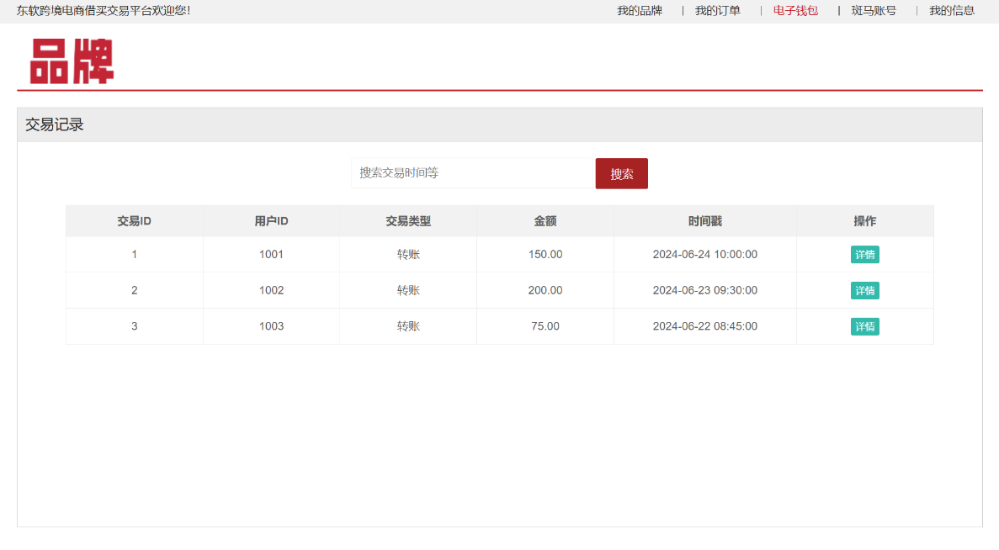 东软跨境电商借买交易平台欢迎您！ 我的品牌 | 我的订单 | 电子钱包 | 斑马账号 | 我的信息
品牌
交易记录
搜索交易时间等 搜索
交易ID 用户ID 交易类型 金额 时间戳 操作
1 1001 转账 150.00 2024-06-24 10:00:00 详情
2 1002 转账 200.00 2024-06-23 09:30:00 详情
3 1003 转账 75.00 2024-06-22 08:45:00 详情